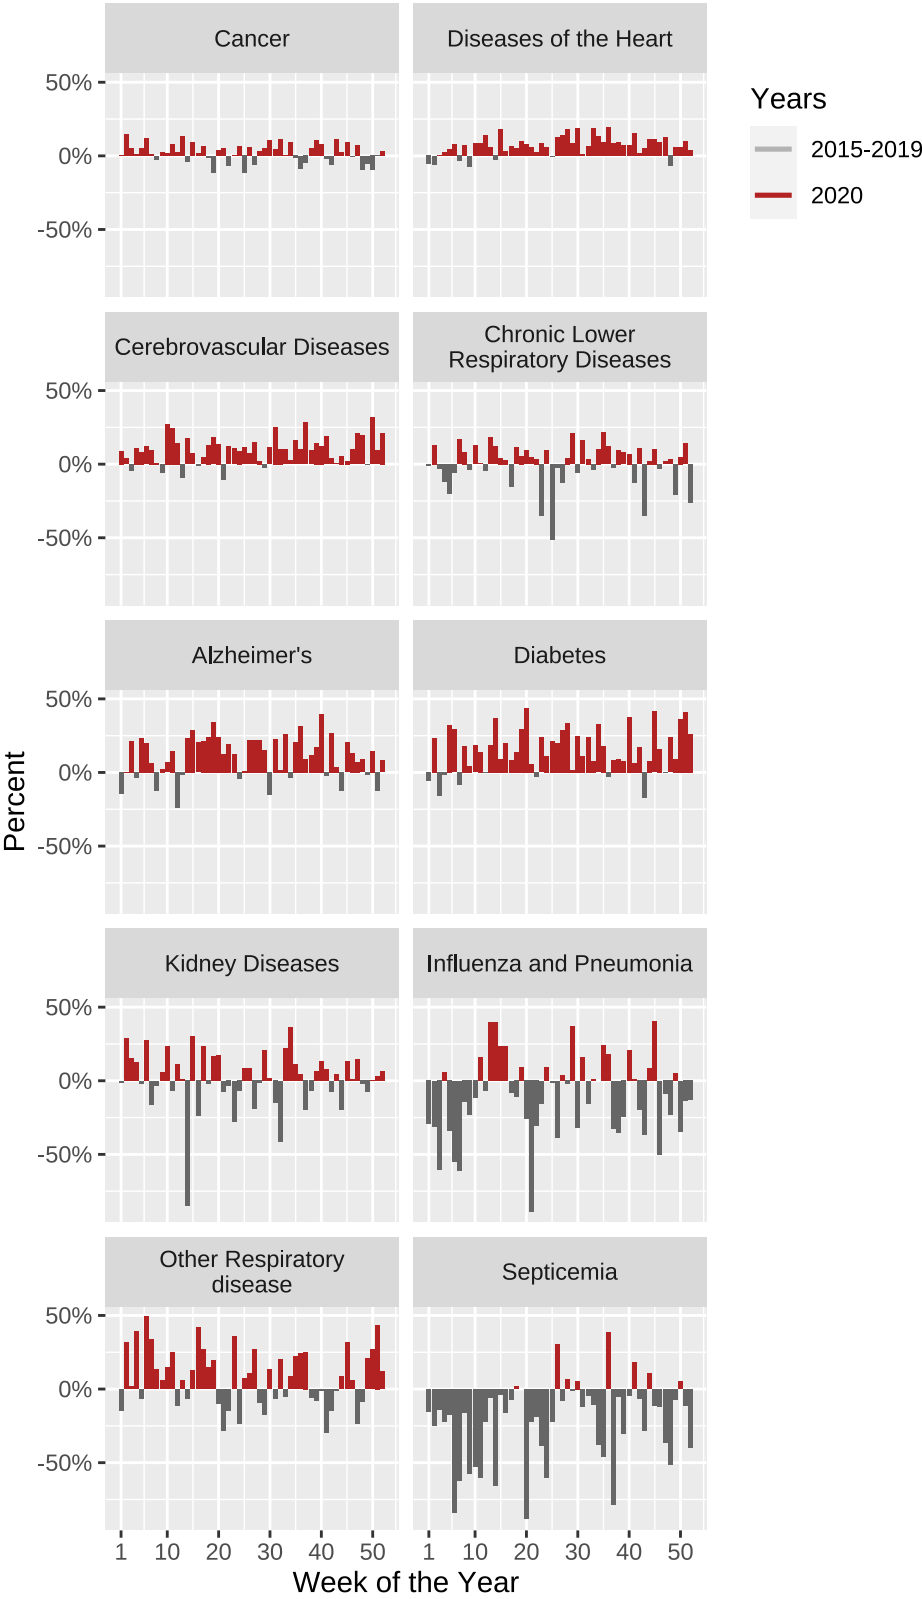 Cancer
Diseases of the Heart
50%
0%
-50%
Years
2015-2019
2020
Cerebrovascular Diseases
Chronic Lower
Respiratory Diseases
50%
0%
-50%
Alzheimer's
Diabetes
50%
0%
-50%
Percent
Kidney Diseases
Influenza and Pneumonia
50%
0%
-50%
Other Respiratory
disease
Septicemia
50%
0%
-50%
1 10 20 30 40 50
1 10 20 30 40 50
Week of the Year